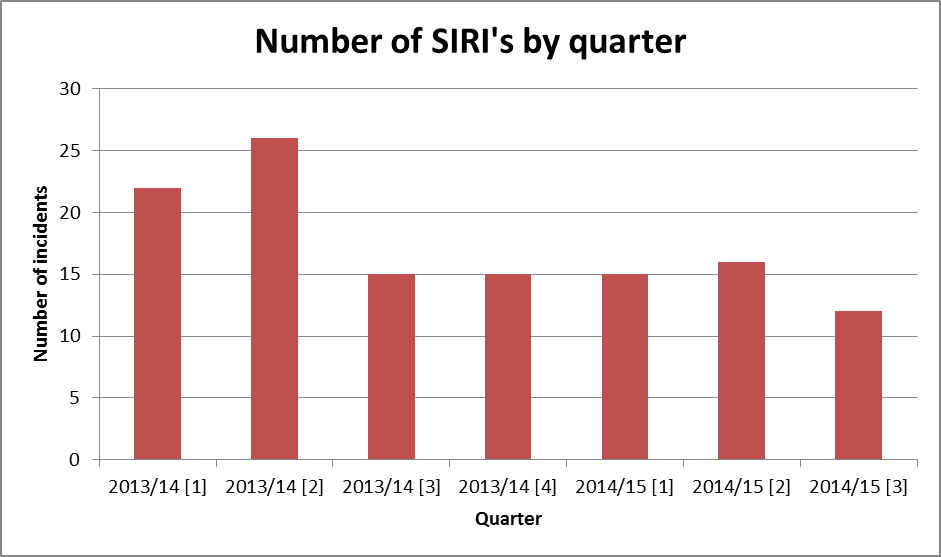 Number of SIRI's by quarter
30
25
20
15
10
5
0
Number of incidents
2013/14 [1] 2013/14 [2] 2013/14 [3] 2013/14 [4] 2014/15 [1] 2014/15 [2] 2014/15 [3]
Quarter